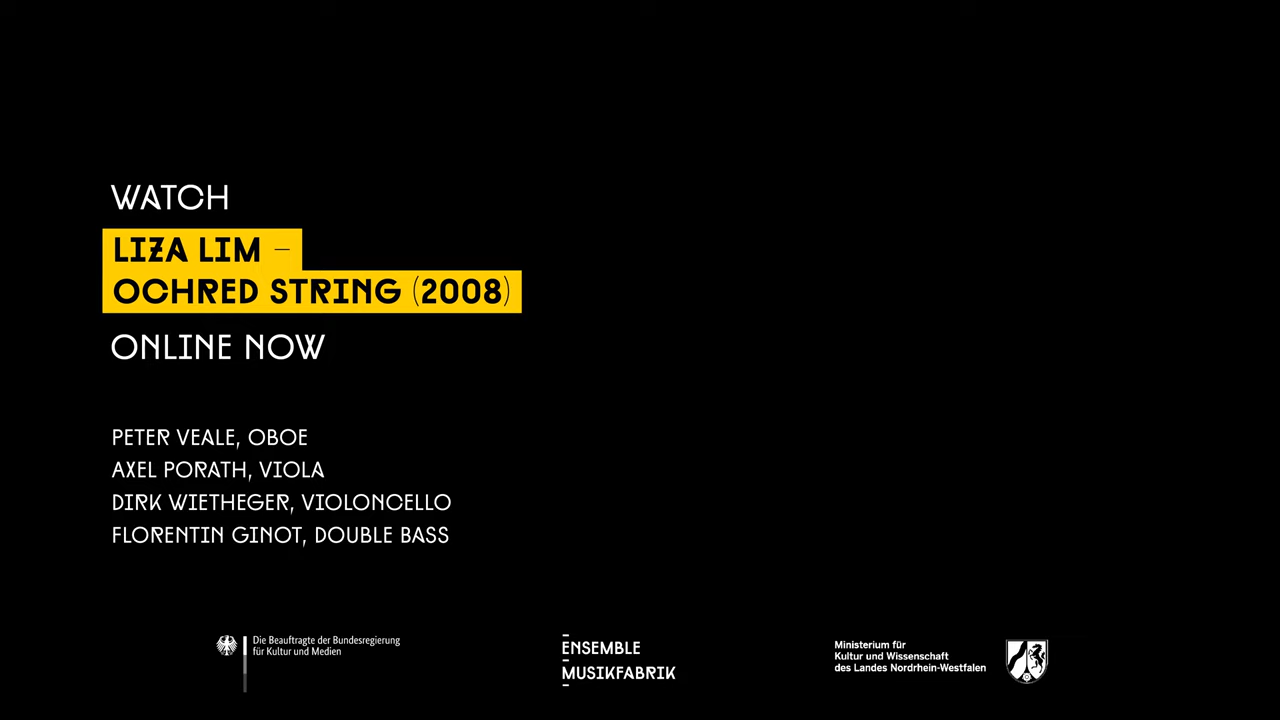 WATCH
LIZA LIM –
OCHRED STRING (2008)
ONLINE NOW
PETER VEALE, OBOE
AXEL PORATH, VIOLA
DIRK WIETHEGER, VIOLONCELLO
FLORENTIN GINOT, DOUBLE BASS
Die Beauftragte der Bundesregierung
für Kultur und Medien
ENSEMBLE
MUSIKFABRIK
Ministerium für
Kultur und Wissenschaft
des Landes Nordrhein-Westfalen